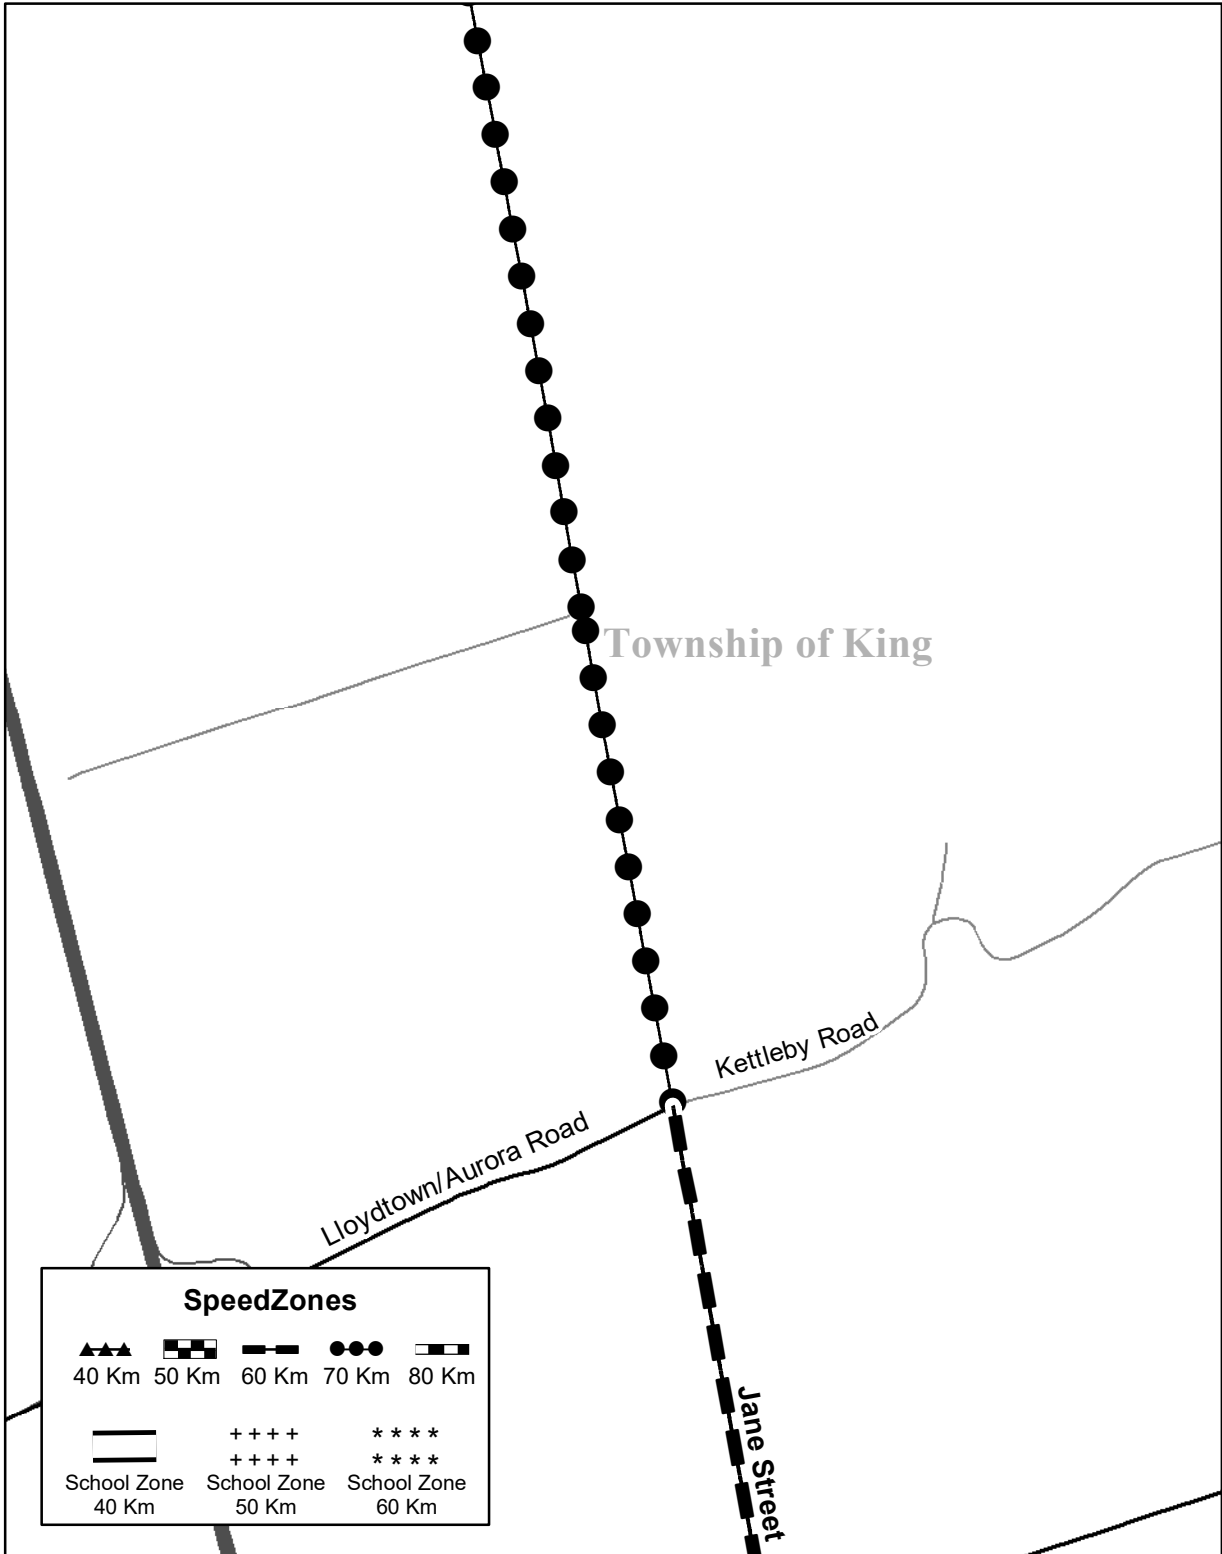 Township of King
Kettleby Road
Lloydtown/Aurora Road
Jane Street
SpeedZones
40 Km 50 Km 60 Km 70 Km 80 Km
School Zone School Zone School Zone
40 Km 50 Km 60 Km